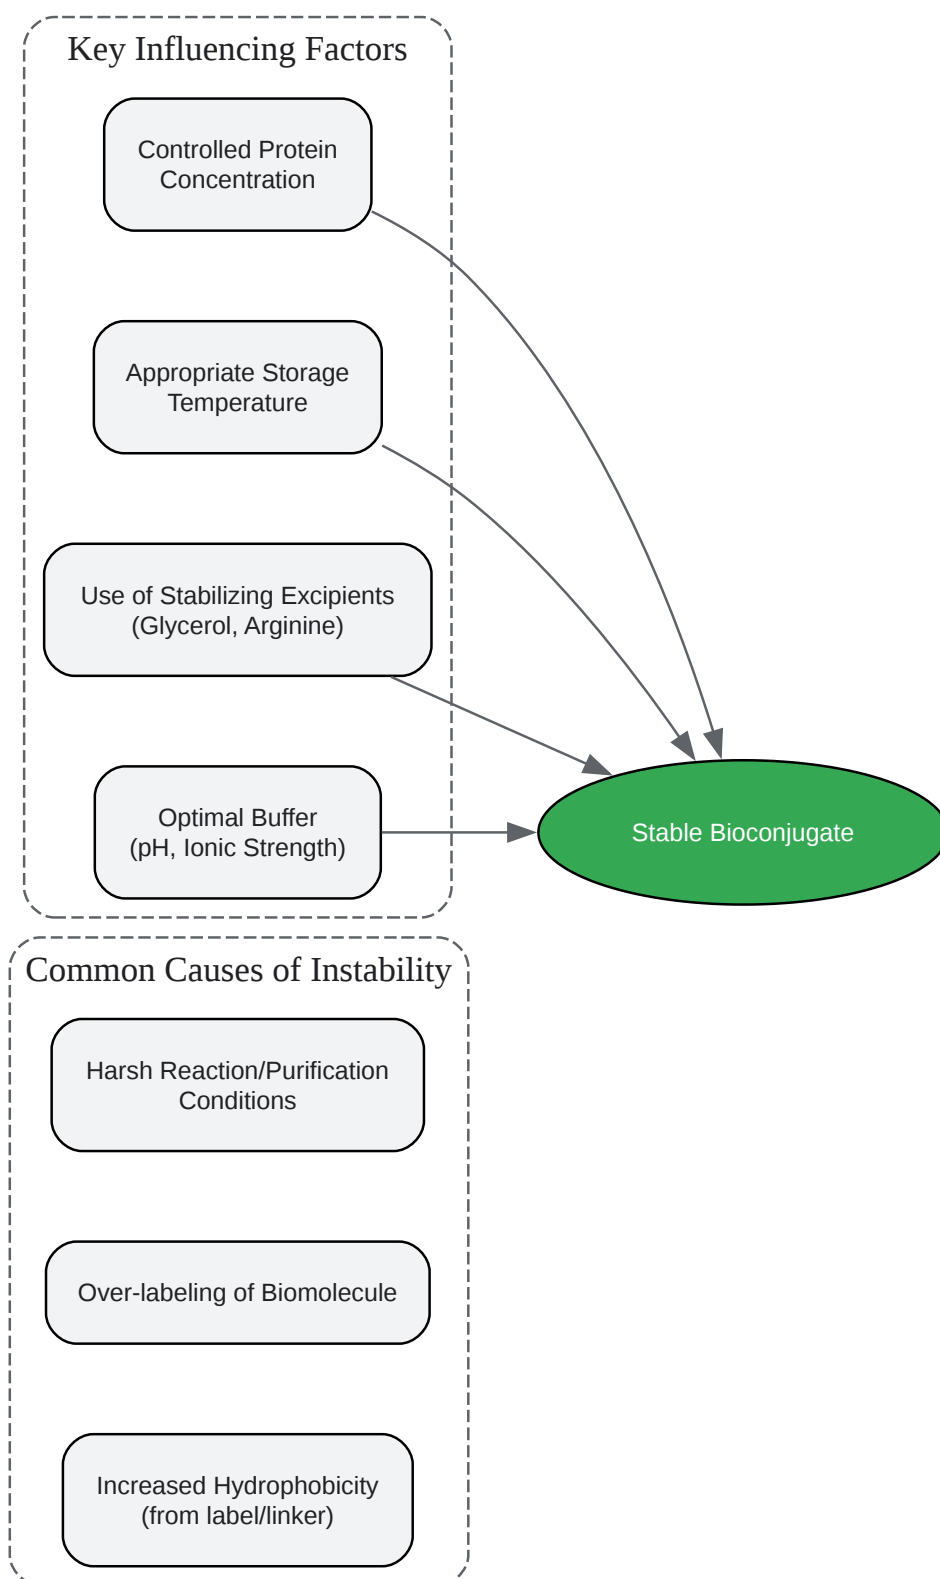 Key Influencing Factors
Controlled Protein
Concentration
Appropriate Storage
Temperature
Use of Stabilizing Excipients
(Glycerol, Arginine)
Optimal Buffer
(pH, Ionic Strength)
Stable Bioconjugate
Common Causes of Instability
Harsh Reaction/Purification
Conditions
Over-labeling of Biomolecule
Increased Hydrophobicity
(from label/linker)